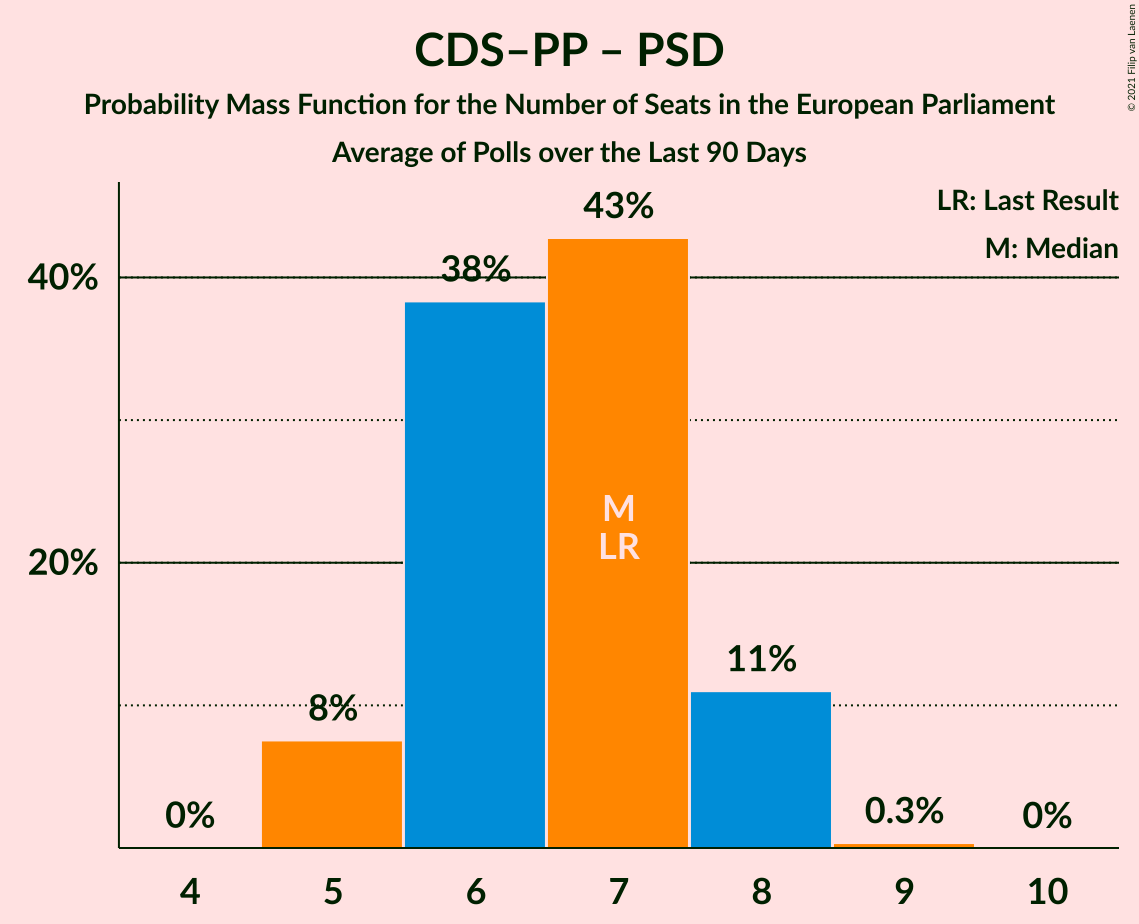 CDS–PP – PSD
Probability Mass Function for the Number of Seats in the European Parliament
Average of Polls over the Last 90 Days
© 2021 Filip van Laenen
LR: Last Result
M: Median
40%
20%
0%
8%
38%
43%
11%
0.3%
0%
M
LR
4
5
6
7
8
9
10